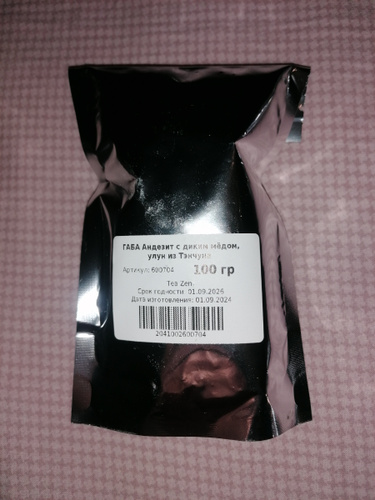 ГАБА Андезит с диким мёдом,
улун из Тэнчуна
Артикул: 600704
100 гр
Tea Zen
Срок годности: 01.09.2026
Дата изготовления: 01.09.2024
2041002600704